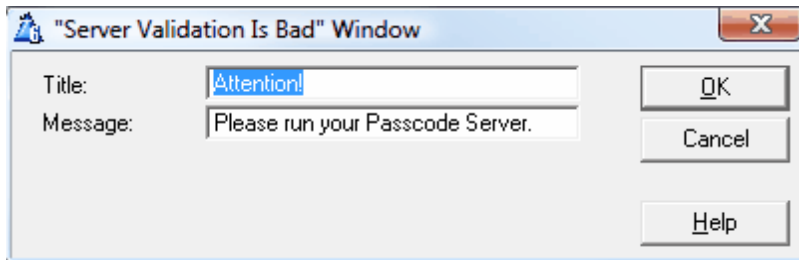 "Server Validation Is Bad" Window
Title: Attention! OK
Message: Please run your Passcode Server.
Cancel
Help